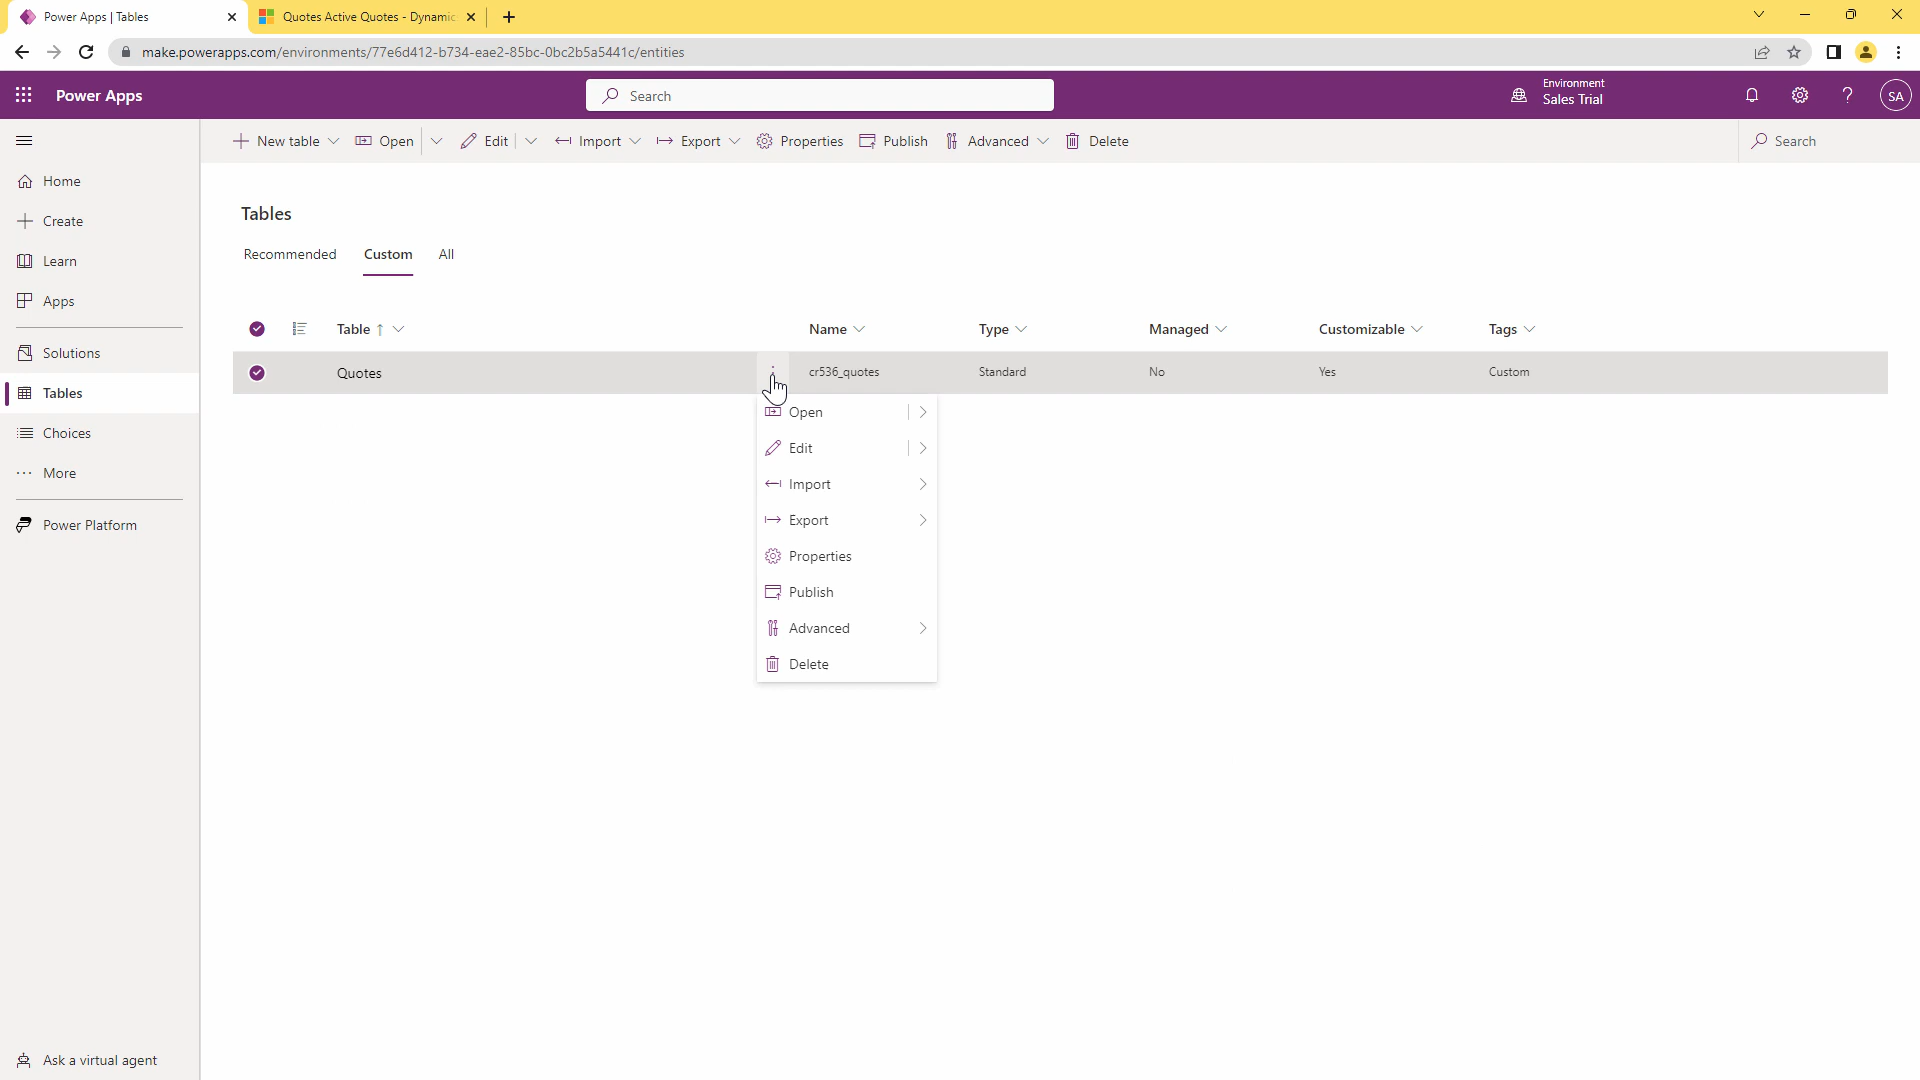 Power Apps | Tables
Quotes Active Quotes - Dynamic
make.powerapps.com/environments/77e6d412-b734-eae2-85bc-0bc2b5a5441c/entities
Power Apps
Search
Environment
Sales Trial
SA
New table
Open
Edit
Import
Export
Properties
Publish
Advanced
Delete
Search
Home
Create
Learn
Apps
Solutions
Tables
Choices
More
Power Platform
Ask a virtual agent
Tables
Recommended
Custom
All
Table ↑
Name
Type
Managed
Customizable
Tags
Quotes
cr536_quotes
Standard
No
Yes
Custom
Open
Edit
Import
Export
Properties
Publish
Advanced
Delete